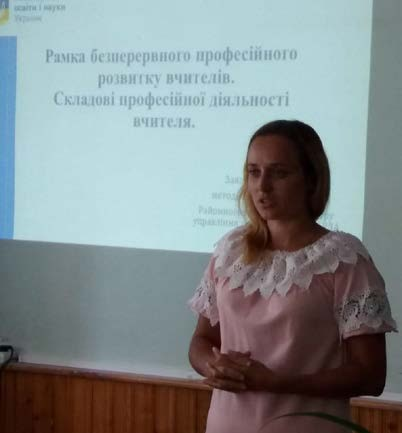 освіти і науки
України
Рамка безперервного професійного
розвитку вчителів.
Складові професійної діяльності
вчителя.